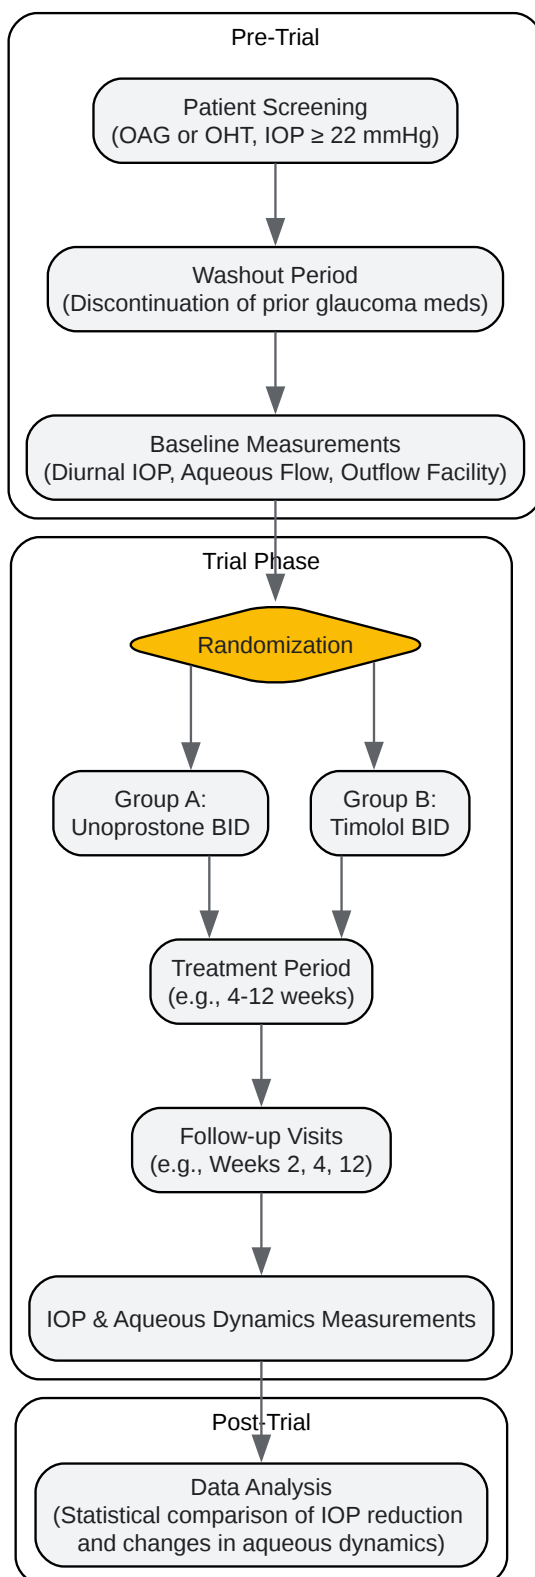 Pre-Trial
Patient Screening
(OAG or OHT, IOP ≥ 22 mmHg)
Washout Period
(Discontinuation of prior glaucoma meds)
Baseline Measurements
(Diurnal IOP, Aqueous Flow, Outflow Facility)
Trial Phase
Randomization
Group A:
Unoprostone BID
Group B:
Timolol BID
Treatment Period
(e.g., 4-12 weeks)
Follow-up Visits
(e.g., Weeks 2, 4, 12)
IOP & Aqueous Dynamics Measurements
Post-Trial
Data Analysis
(Statistical comparison of IOP reduction
and changes in aqueous dynamics)